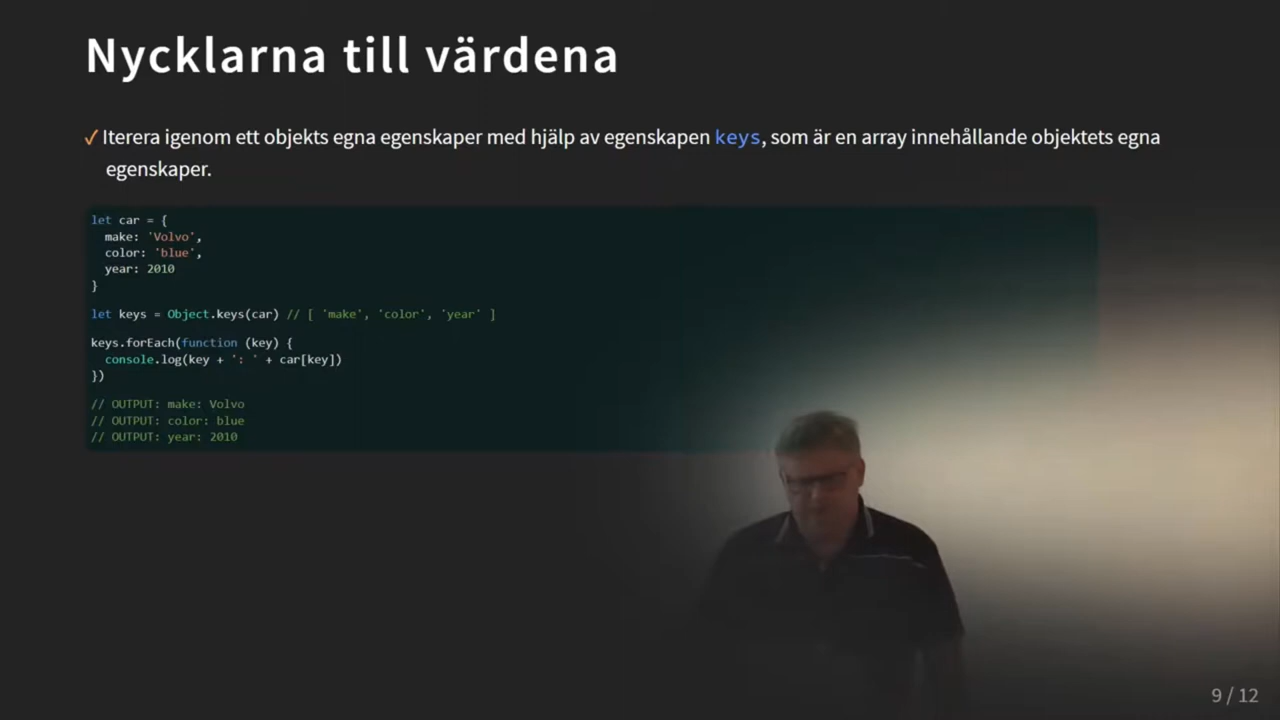 Nycklarna till värdena
✓ Iterera igenom ett objekts egna egenskaper med hjälp av egenskapen keys, som är en array innehållande objektets egna
egenskaper.
let car = {
  make: 'Volvo',
  color: 'blue',
  year: 2010
}
let keys = Object.keys(car) // [ 'make', 'color', 'year' ]
keys.forEach(function (key) {
  console.log(key + ': ' + car[key])
})
// OUTPUT: make: Volvo
// OUTPUT: color: blue
// OUTPUT: year: 2010
9 / 12